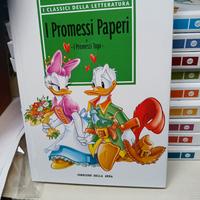 I CLASSICI DELLA LETTERATURA
I Promessi Paperi
e
- I Promessi Topi -
CORRIERE DELLA SERA